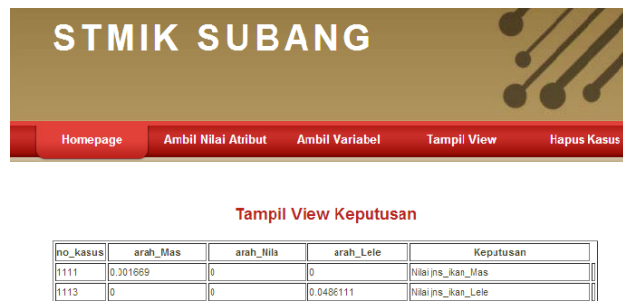 STMIK SUBANG
Homepage Ambil Nilai Atribut Ambil Variabel Tampil View Hapus Kasus
Tampil View Keputusan
no_kasus arah_Mas arah_Nila arah_Lele Keputusan
1111 0.001669 0 0 Nilai jns_ikan_Mas
1113 0 0 0.0486111 Nilai jns_ikan_Lele